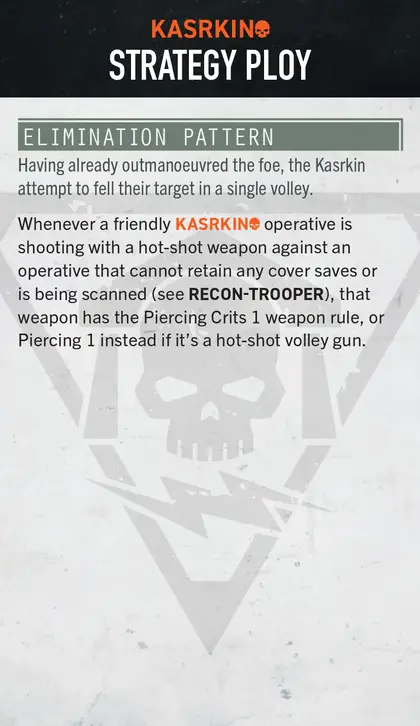 KASRKIN
STRATEGY PLOY
ELIMINATION PATTERN
Having already outmanoeuvred the foe, the Kasrkin
attempt to fell their target in a single volley.
Whenever a friendly KASRKIN operative is
shooting with a hot-shot weapon against an
operative that cannot retain any cover saves or
is being scanned (see RECON-TROOPER), that
weapon has the Piercing Crits 1 weapon rule, or
Piercing 1 instead if it’s a hot-shot volley gun.